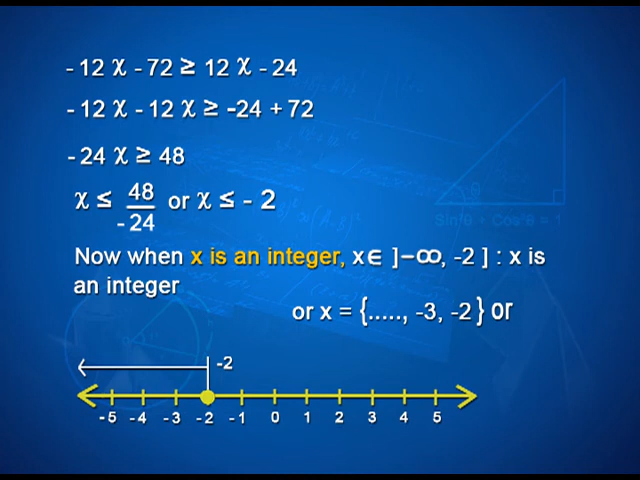 - 12 x - 72 ≥ 12 x - 24
- 12 x - 12 x ≥ -24 + 72
- 24 x ≥ 48
x ≤ 48/-24 or x ≤ - 2
Now when x is an integer, x∈ ]-∞, -2 ] : x is
an integer
or x = {....., -3, -2} or
-2
-5 -4 -3 -2 -1 0 1 2 3 4 5